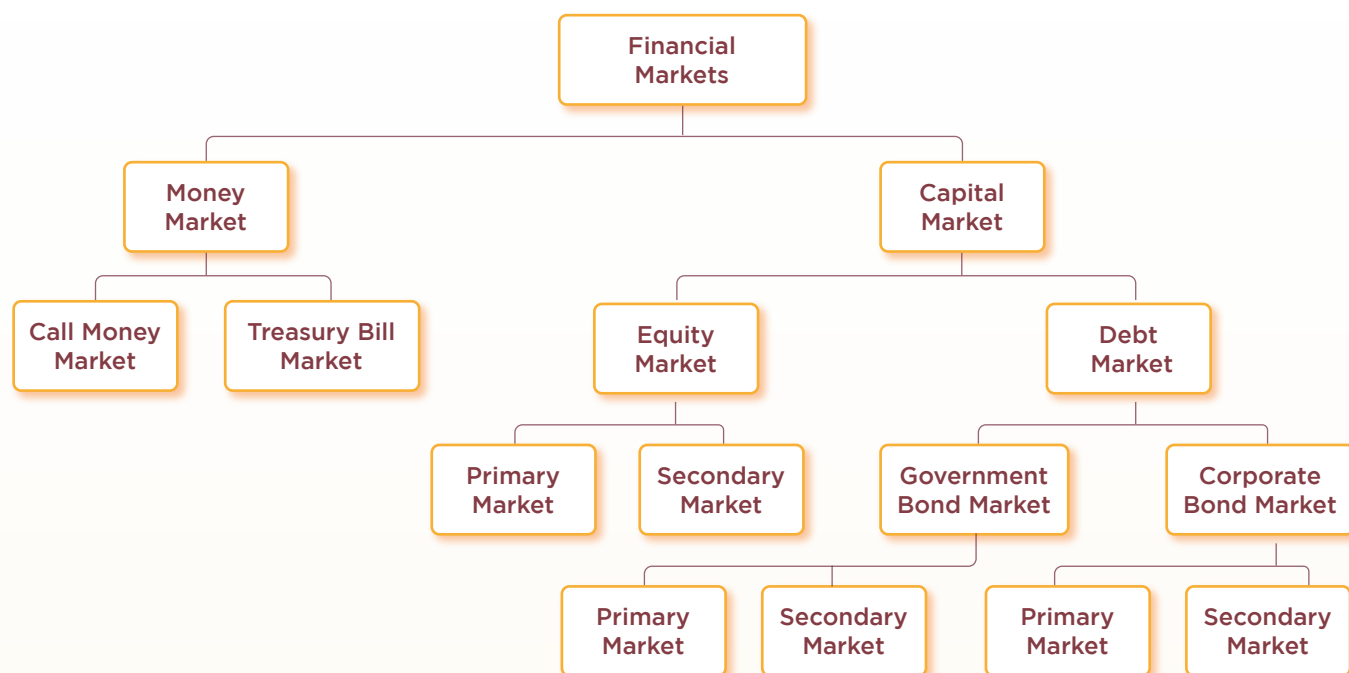 Financial
Markets
Money
Market
Capital
Market
Call Money
Market
Treasury Bill
Market
Equity
Market
Debt
Market
Primary
Market
Secondary
Market
Government
Bond Market
Corporate
Bond Market
Primary
Market
Secondary
Market
Primary
Market
Secondary
Market